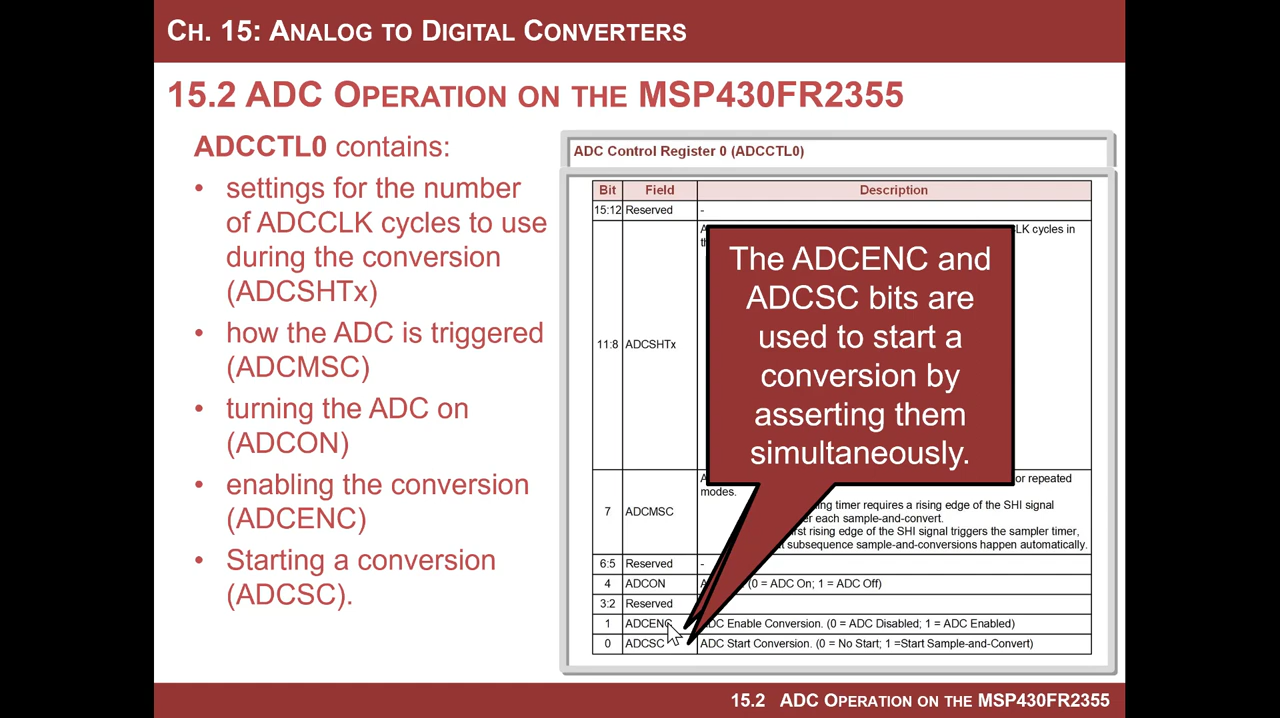 CH. 15: ANALOG TO DIGITAL CONVERTERS
15.2 ADC OPERATION ON THE MSP430FR2355
ADCCTL0 contains:
• settings for the number
of ADCCLK cycles to use
during the conversion
(ADCSHTx)
• how the ADC is triggered
(ADCMSC)
• turning the ADC on
(ADCON)
• enabling the conversion
(ADCENC)
• Starting a conversion
(ADCSC).
ADC Control Register 0 (ADCCTL0)
Bit Field Description
15:12 Reserved -
LK cycles in
11:8 ADCSHTx
The ADCENC and
ADCSC bits are
used to start a
conversion by
asserting them
simultaneously.
or repeated
modes.
7 ADCMSC
timer requires a rising edge of the SHI signal
each sample-and-convert.
rising edge of the SHI signal triggers the sampler timer,
subsequent sample-and-conversions happen automatically.
6:5 Reserved -
4 ADCON (0 = ADC On; 1 = ADC Off)
3:2 Reserved
1 ADCENC ADC Enable Conversion. (0 = ADC Disabled; 1 = ADC Enabled)
0 ADCSC ADC Start Conversion. (0 = No Start; 1 =Start Sample-and-Convert)
15.2 ADC OPERATION ON THE MSP430FR2355